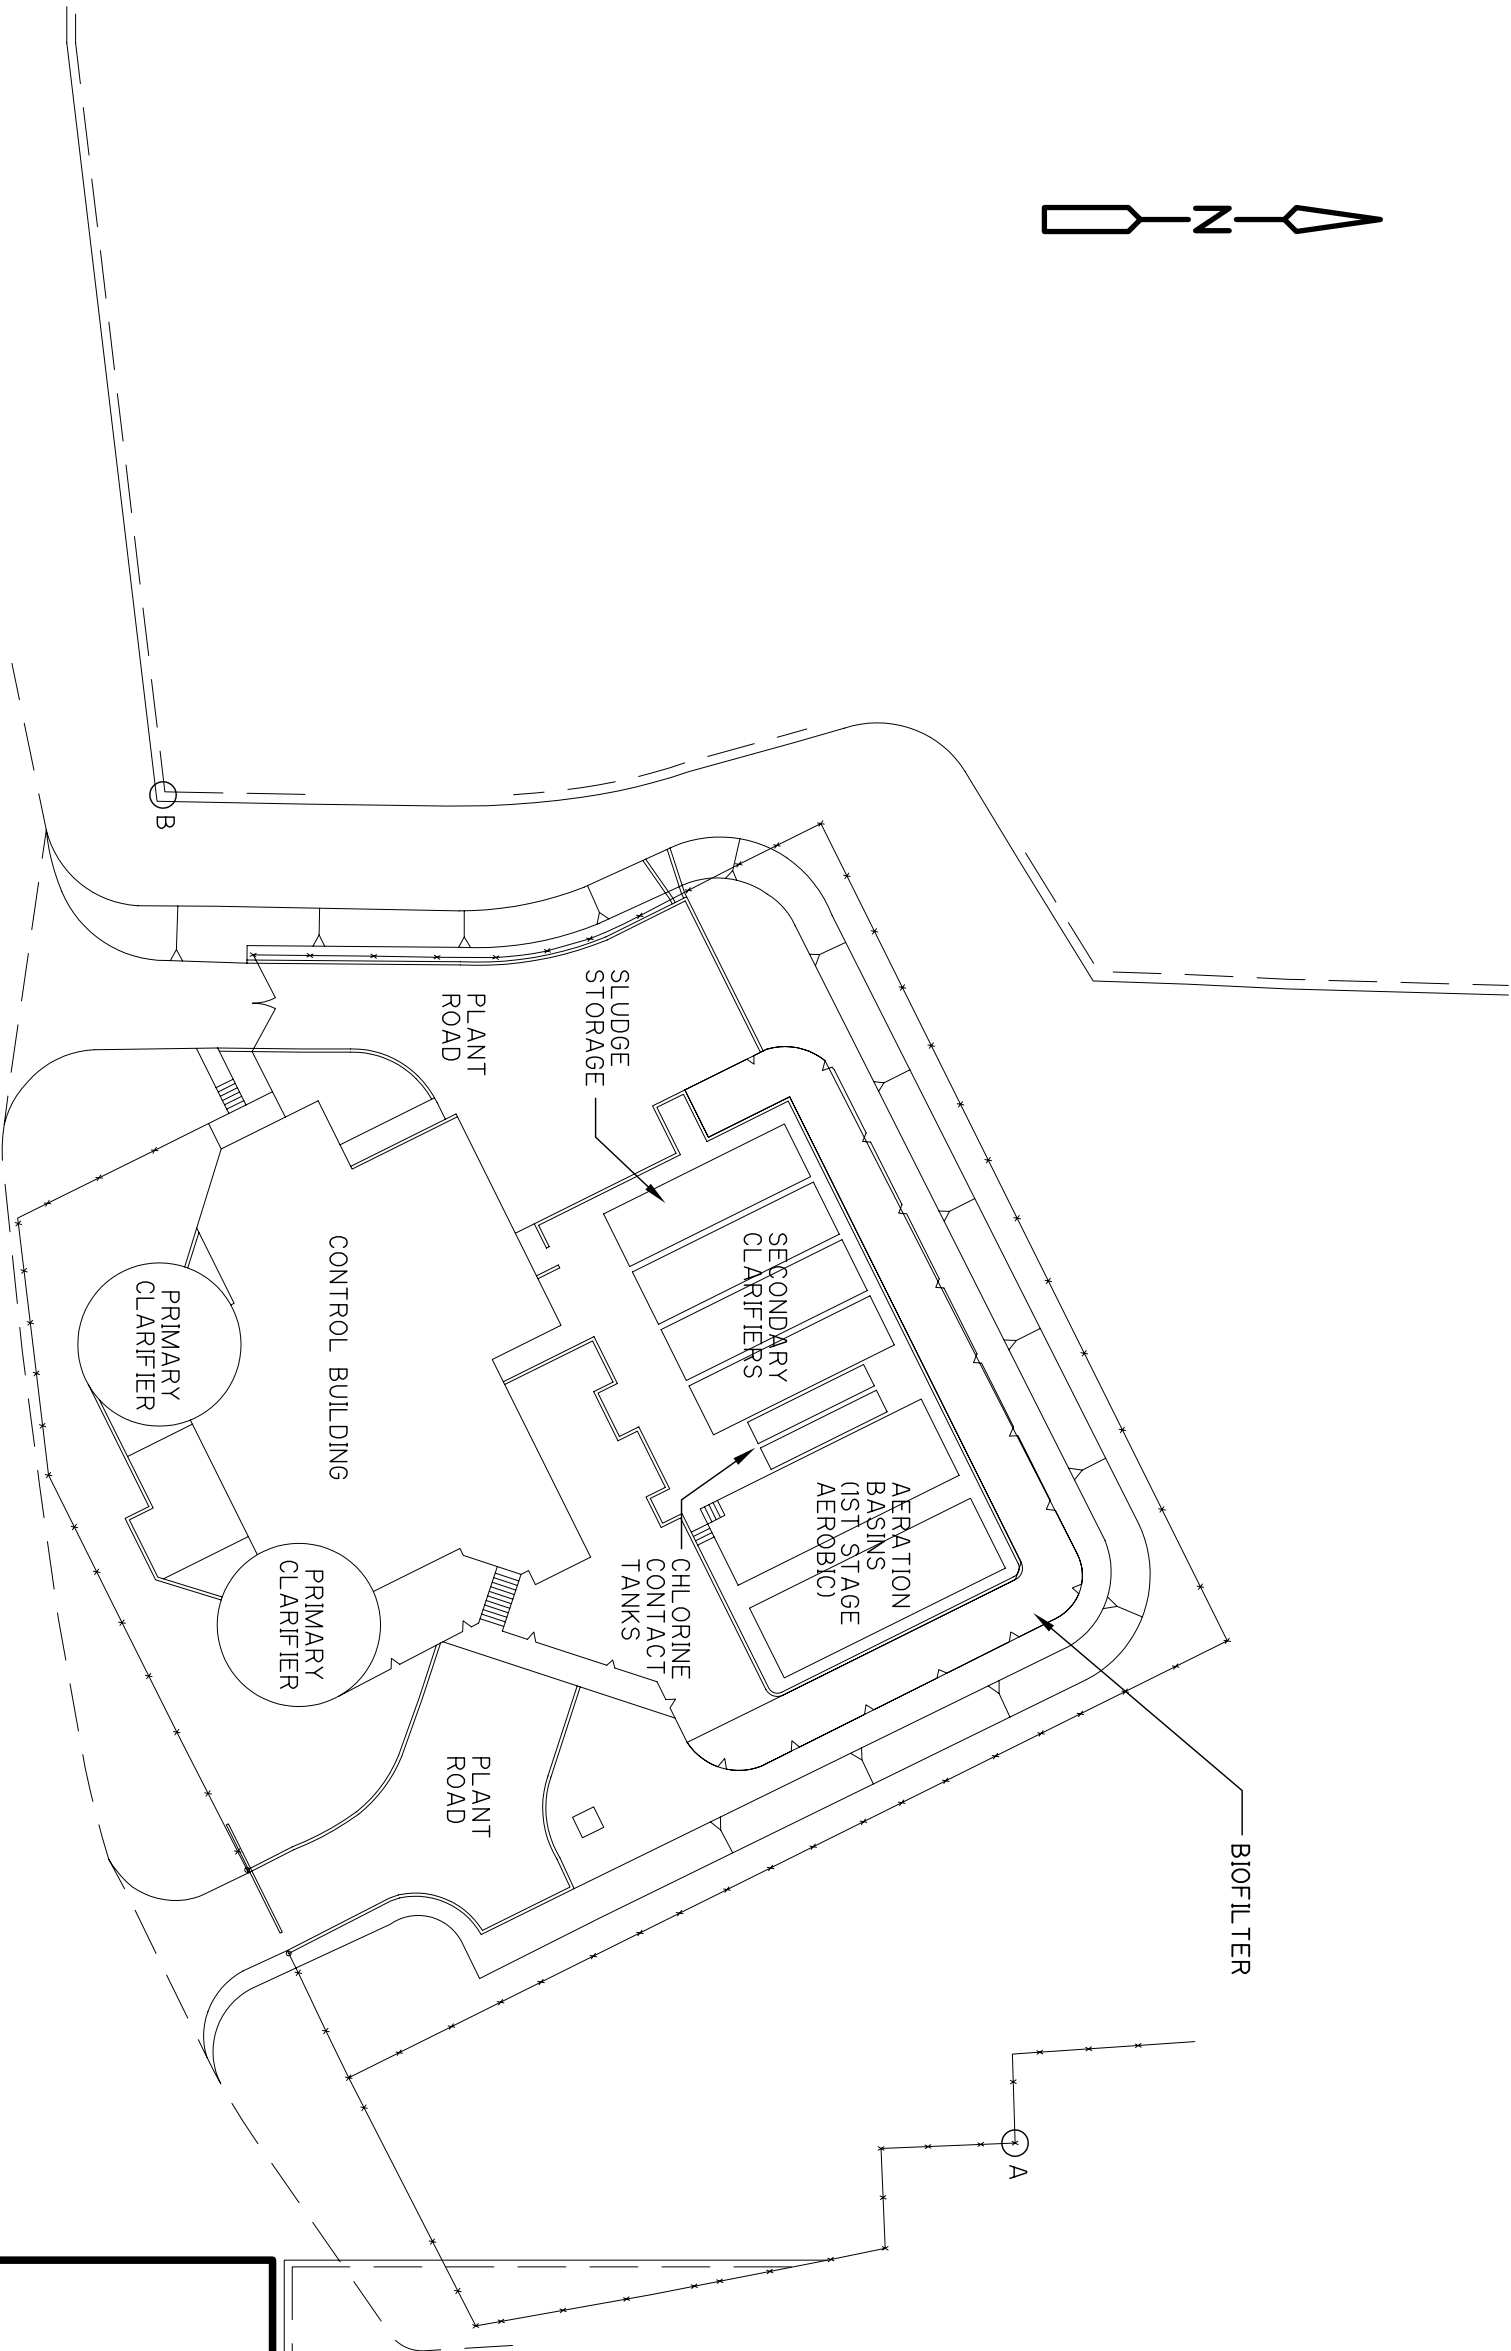 N
B
SLUDGE
STORAGE
PLANT
ROAD
SECONDARY
CLARIFIERS
CONTROL BUILDING
PRIMARY
CLARIFIER
AERATION
BASINS
(1ST STAGE
AEROBIC)
CHLORINE
CONTACT
TANKS
PRIMARY
CLARIFIER
PLANT
ROAD
BIOFILTER
A